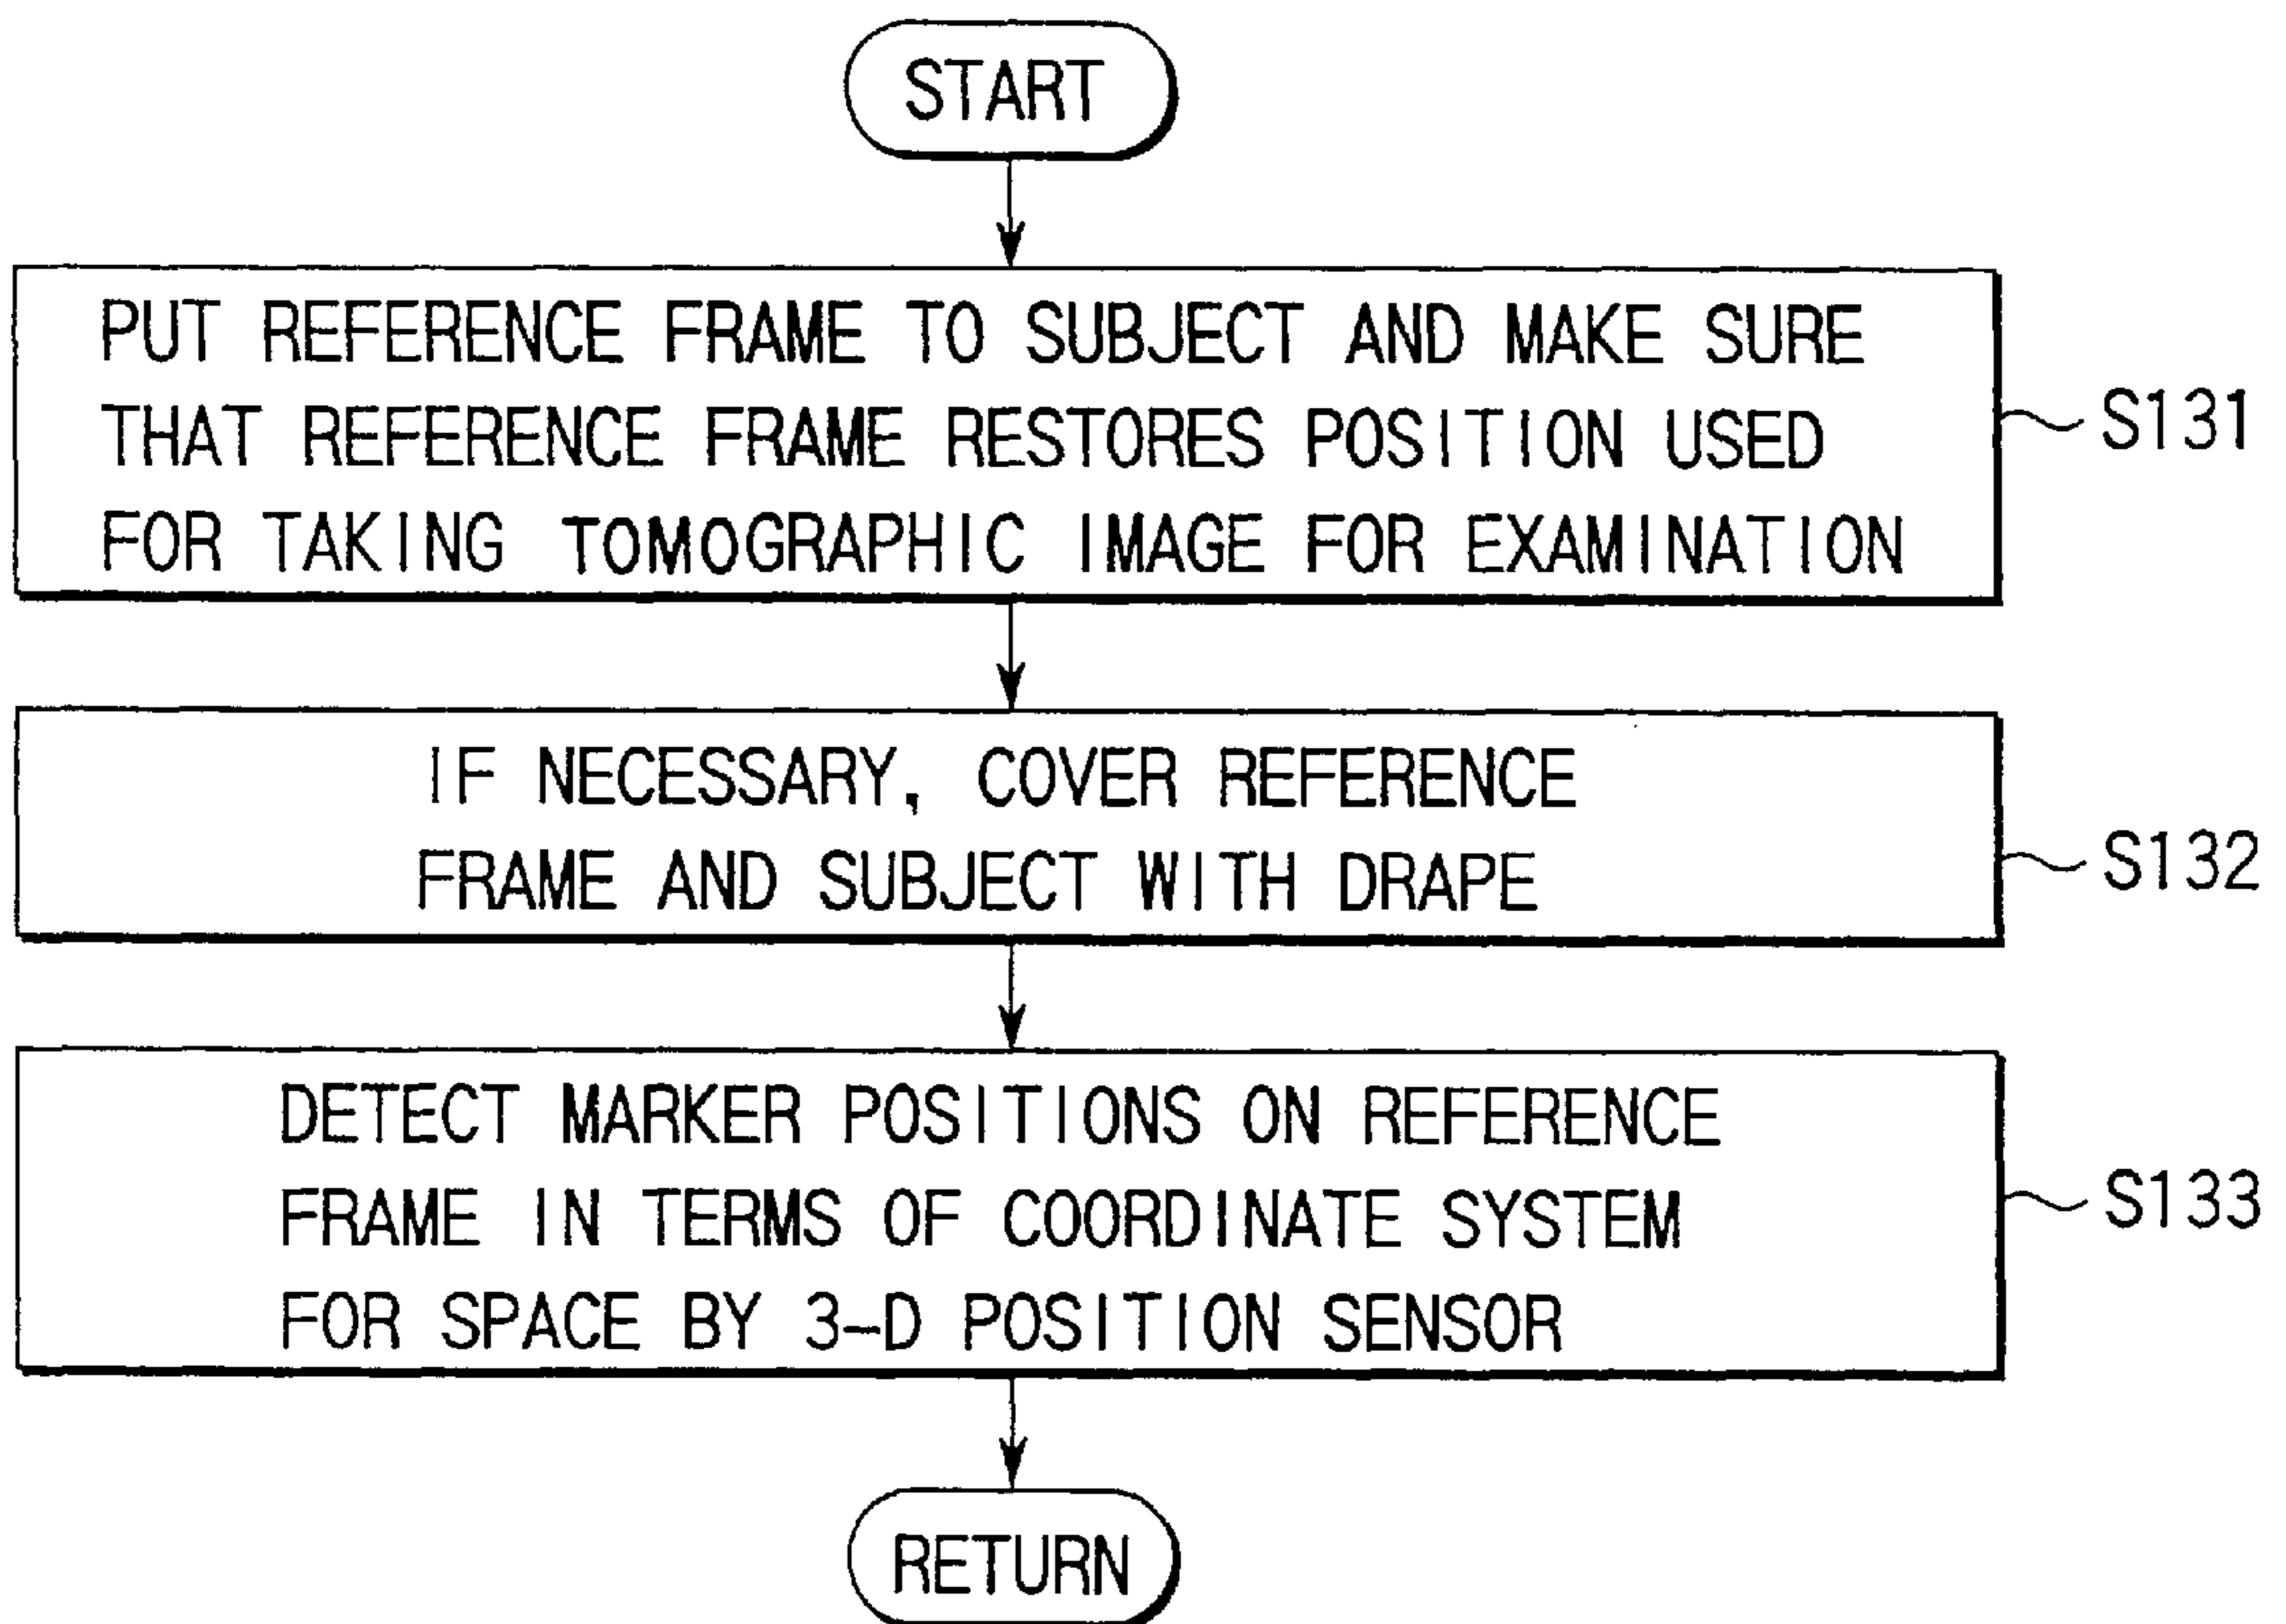 START
PUT REFERENCE FRAME TO SUBJECT AND MAKE SURE
THAT REFERENCE FRAME RESTORES POSITION USED
FOR TAKING TOMOGRAPHIC IMAGE FOR EXAMINATION
S131
IF NECESSARY, COVER REFERENCE
FRAME AND SUBJECT WITH DRAPE
S132
DETECT MARKER POSITIONS ON REFERENCE
FRAME IN TERMS OF COORDINATE SYSTEM
FOR SPACE BY 3-D POSITION SENSOR
S133
RETURN